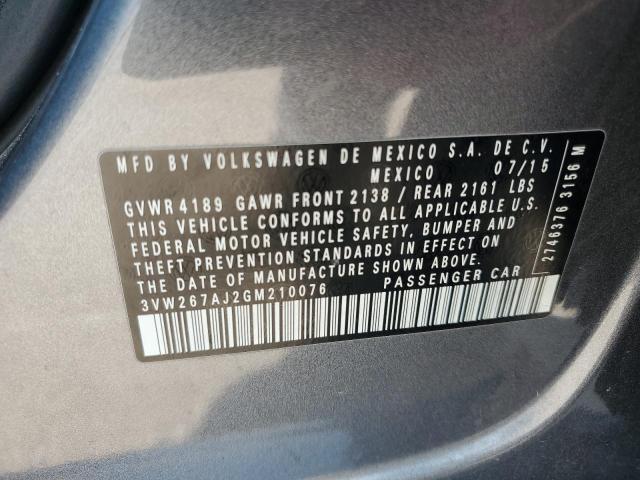 MFD BY VOLKSWAGEN DE MEXICO S.A. DE C.V.
MEXICO 07/15
GVWR 4189 GAWR FRONT 2138 / REAR 2161 LBS
THIS VEHICLE CONFORMS TO ALL APPLICABLE U.S.
FEDERAL MOTOR VEHICLE SAFETY, BUMPER AND
THEFT PREVENTION STANDARDS IN EFFECT ON
THE DATE OF MANUFACTURE SHOWN ABOVE.
3VW267AJ2GM210076 PASSENGER CAR
2746376 3156 M